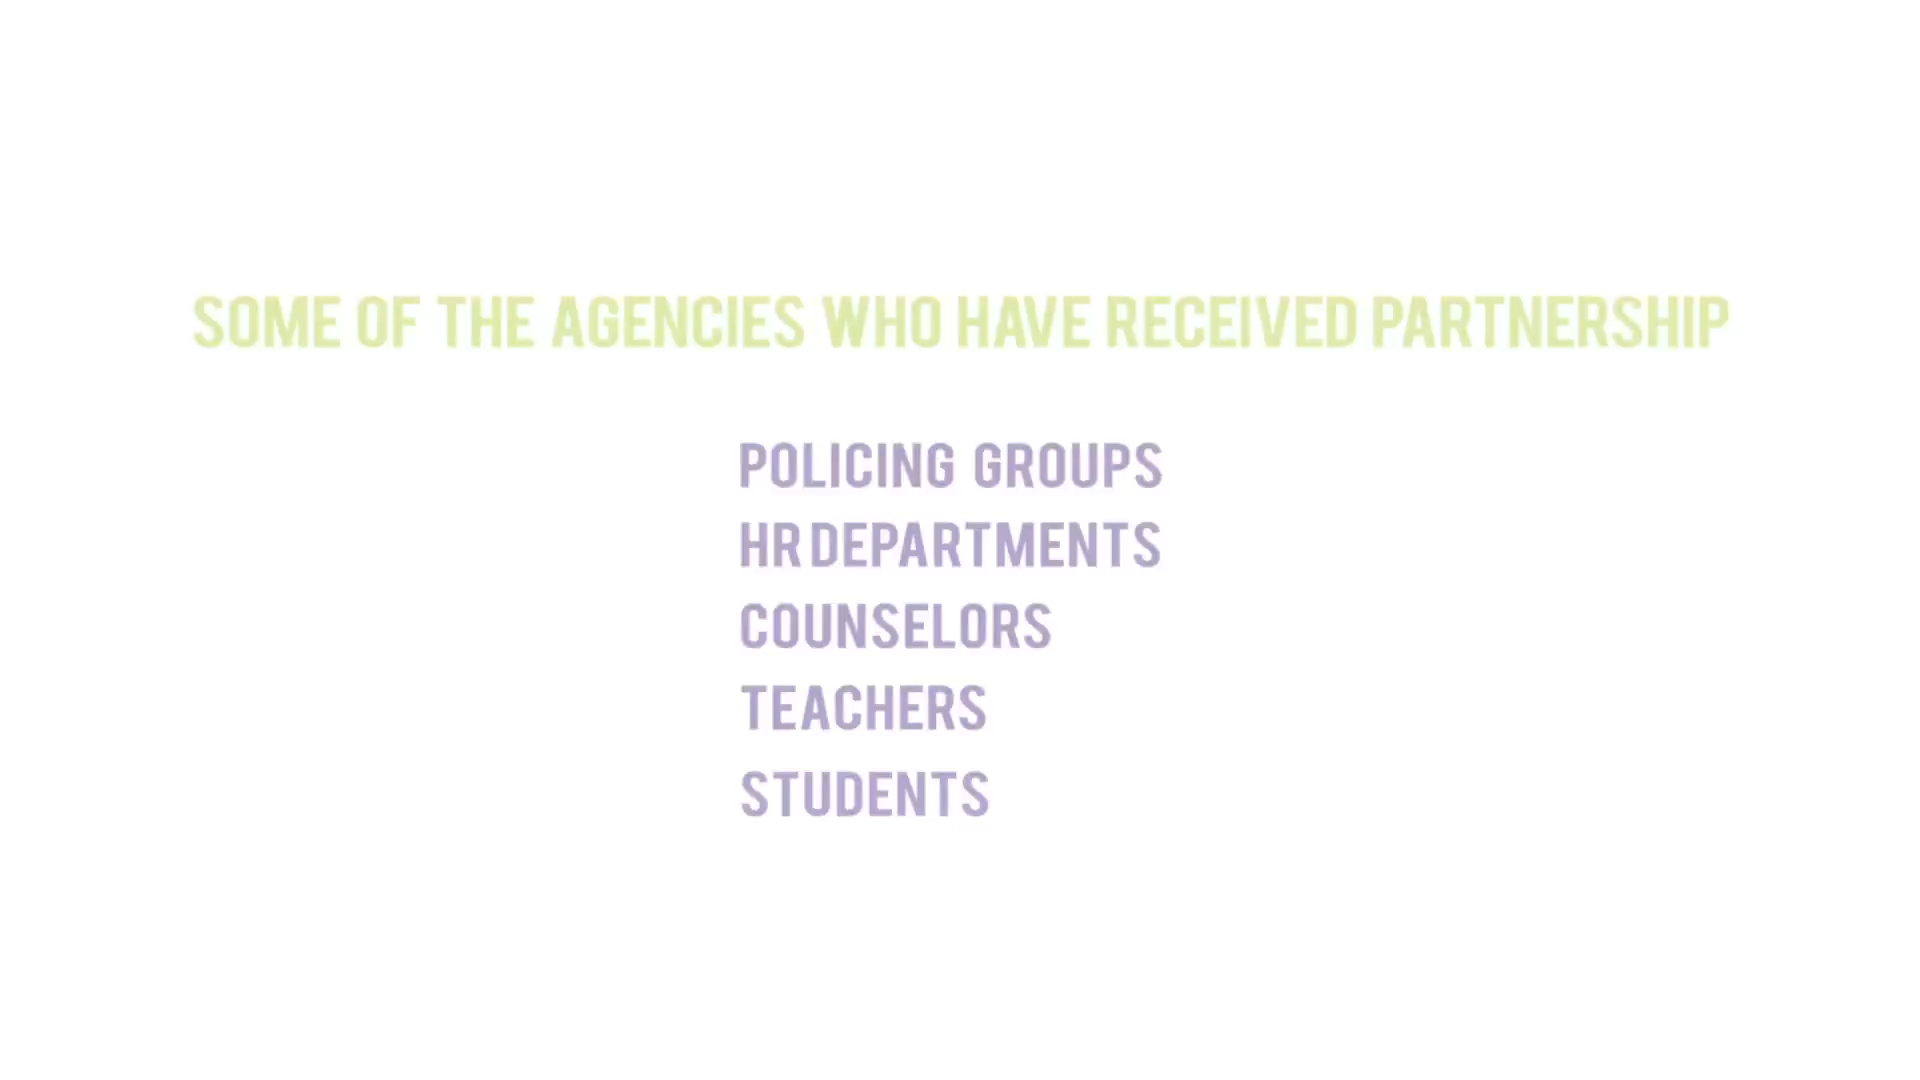 SOME OF THE AGENCIES WHO HAVE RECEIVED PARTNERSHIP
POLICING GROUPS
HR DEPARTMENTS
COUNSELORS
TEACHERS
STUDENTS